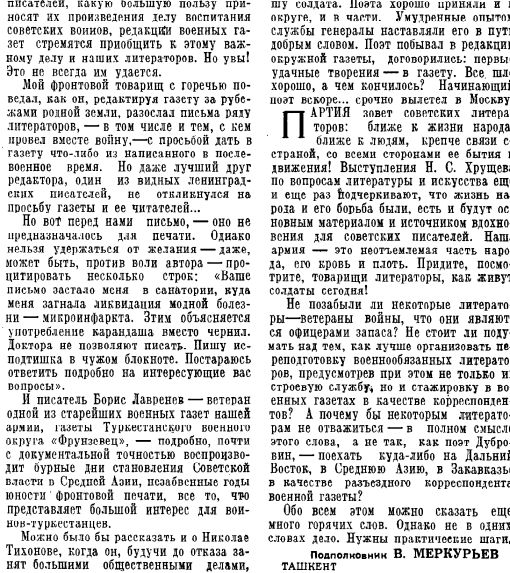 писателей, какую большую пользу при-
носят их произведения делу воспитания
советских воинов, редакции военных га-
зет стремятся приобщить к этому важ-
ному делу и наших литераторов. Но увы!
Это не всегда им удается.
Мой фронтовой товарищ с горечью по-
ведал, как он, редактируя газету за рубе-
жами родной земли, разослал письма ряду
литераторов, — в том числе и тем, с кем
провел вместе войну,—с просьбой дать в
газету что-либо из написанного в после-
военное время. Но даже лучший друг
редактора, один из видных ленинград-
ских писателей, не откликнулся на
просьбу газеты и ее читателей...
Но вот перед нами письмо, — оно не
предназначалось для печати. Однако
нельзя удержаться от желания — даже,
может быть, против воли автора — про-
цитировать несколько строк: «Ваше
письмо застало меня в санатории, куда
меня загнала ликвидация модной болез-
ни — микроинфаркта. Этим объясняется
употребление карандаша вместо чернил.
Доктора не позволяют писать. Пишу ис-
подтишка в чужом блокноте. Постараюсь
ответить подробно на интересующие вас
вопросы».
И писатель Борис Лавренев — ветеран
одной из старейших военных газет нашей
армии, газеты Туркестанского военного
округа «Фрунзевец», — подробно, почти
с документальной точностью воспроизво-
дит бурные дни становления Советской
власти в Средней Азии, незабвенные годы
юности фронтовой печати, все то, что
представляет большой интерес для вои-
нов-туркестанцев.
Можно было бы рассказать и о Николае
Тихонове, когда он, будучи до отказа за-
нят большими общественными делами,
шу солдата. Поэта хорошо приняли и в
округе, и в части. Умудренные опытом
службы генералы наставляли его в путь
добрым словом. Поэт побывал в редакции
окружной газеты, договорились: первые
удачные творения — в газету. Все шло
хорошо, а чем кончилось? Начинающий
поэт вскоре... срочно вылетел в Москву.
ПАРТИЯ зовет советских литера-
торов: ближе к жизни народа,
ближе к людям, крепче связи со
страной, со всеми сторонами ее бытия и
движения! Выступления Н. С. Хрущева
по вопросам литературы и искусства еще
и еще раз подчеркивают, что жизнь на-
рода и его борьба были, есть и будут ос-
новным материалом и источником вдохно-
вения для советских писателей. Наша
армия — это неотъемлемая часть наро-
да, его кровь и плоть. Придите, посмо-
трите, товарищи литераторы, как живут
солдаты сегодня!
Не позабыли ли некоторые литерато-
ры—ветераны войны, что они являют-
ся офицерами запаса? Не стоит ли поду-
мать над тем, как лучше организовать пе-
реподготовку военнообязанных литерато-
ров, предусмотрев при этом не только их
строевую службу, но и стажировку в во-
енных газетах в качестве корреспонден-
тов? А почему бы некоторым литерато-
рам не отважиться — в полном смысле
этого слова, а не так, как поэт Дубро-
вин, — поехать куда-либо на Дальний
Восток, в Среднюю Азию, в Закавказье
в качестве разъездного корреспондента
военной газеты?
Обо всем этом можно сказать еще
много горячих слов. Однако не в одних
словах дело. Нужны практические шаги.
Подполковник В. МЕРКУРЬЕВ
ТАШКЕНТ